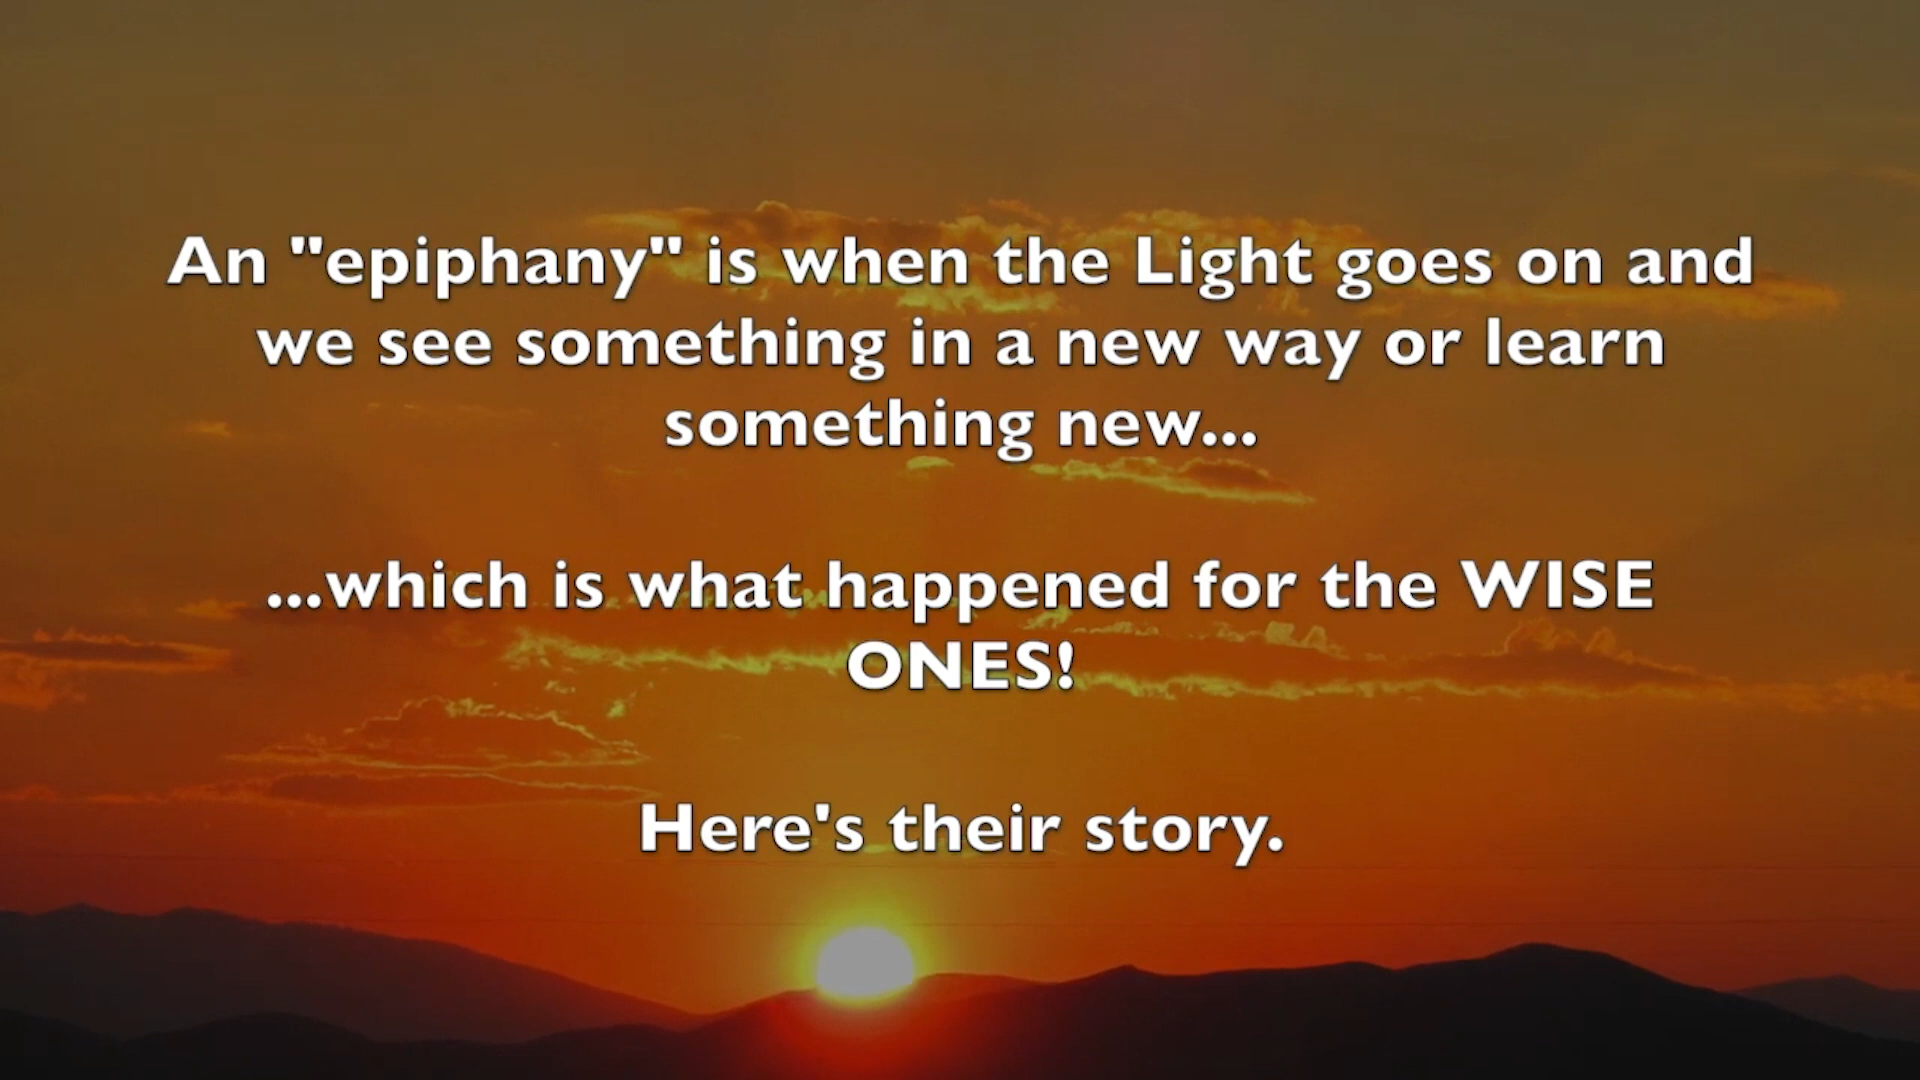 An "epiphany" is when the Light goes on and
we see something in a new way or learn
something new...
...which is what happened for the WISE
ONES!
Here's their story.